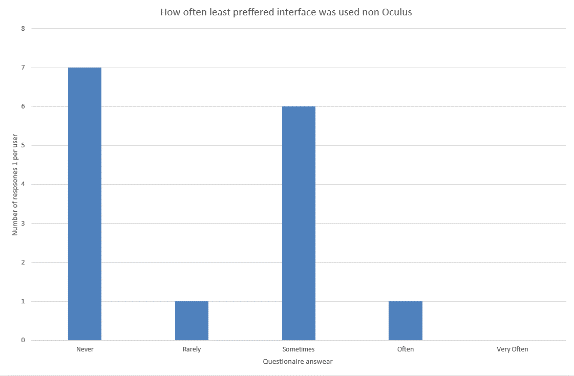 How often least preffered interface was used non Oculus
Number of respsones 1 per user
8
7
6
5
4
3
2
1
0
Never Rarely Sometimes Often Very Often
Questionaire answear